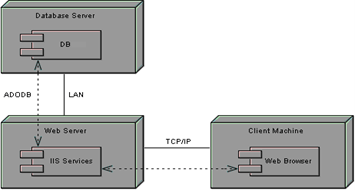 Database Server
DB
ADODB
LAN
Web Server
IIS Services
TCP/IP
Client Machine
Web Browser